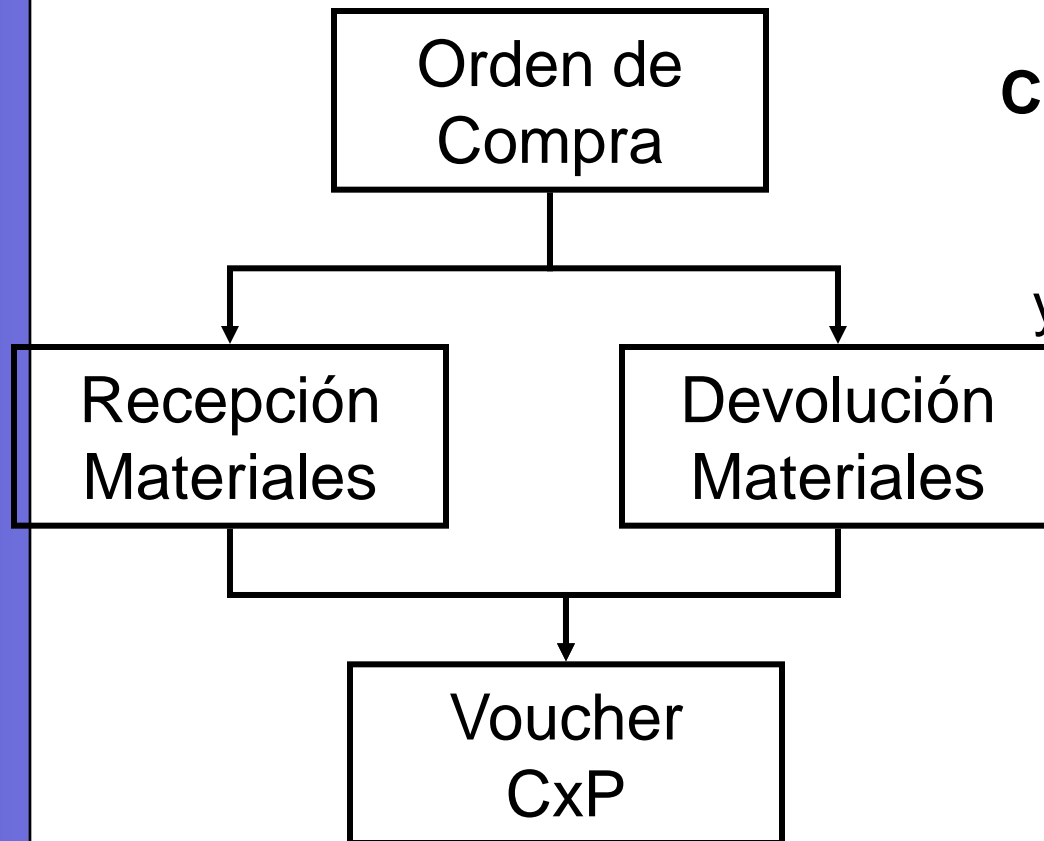 Orden de
Compra
C
y
Recepción
Materiales
Devolución
Materiales
Voucher
CxP